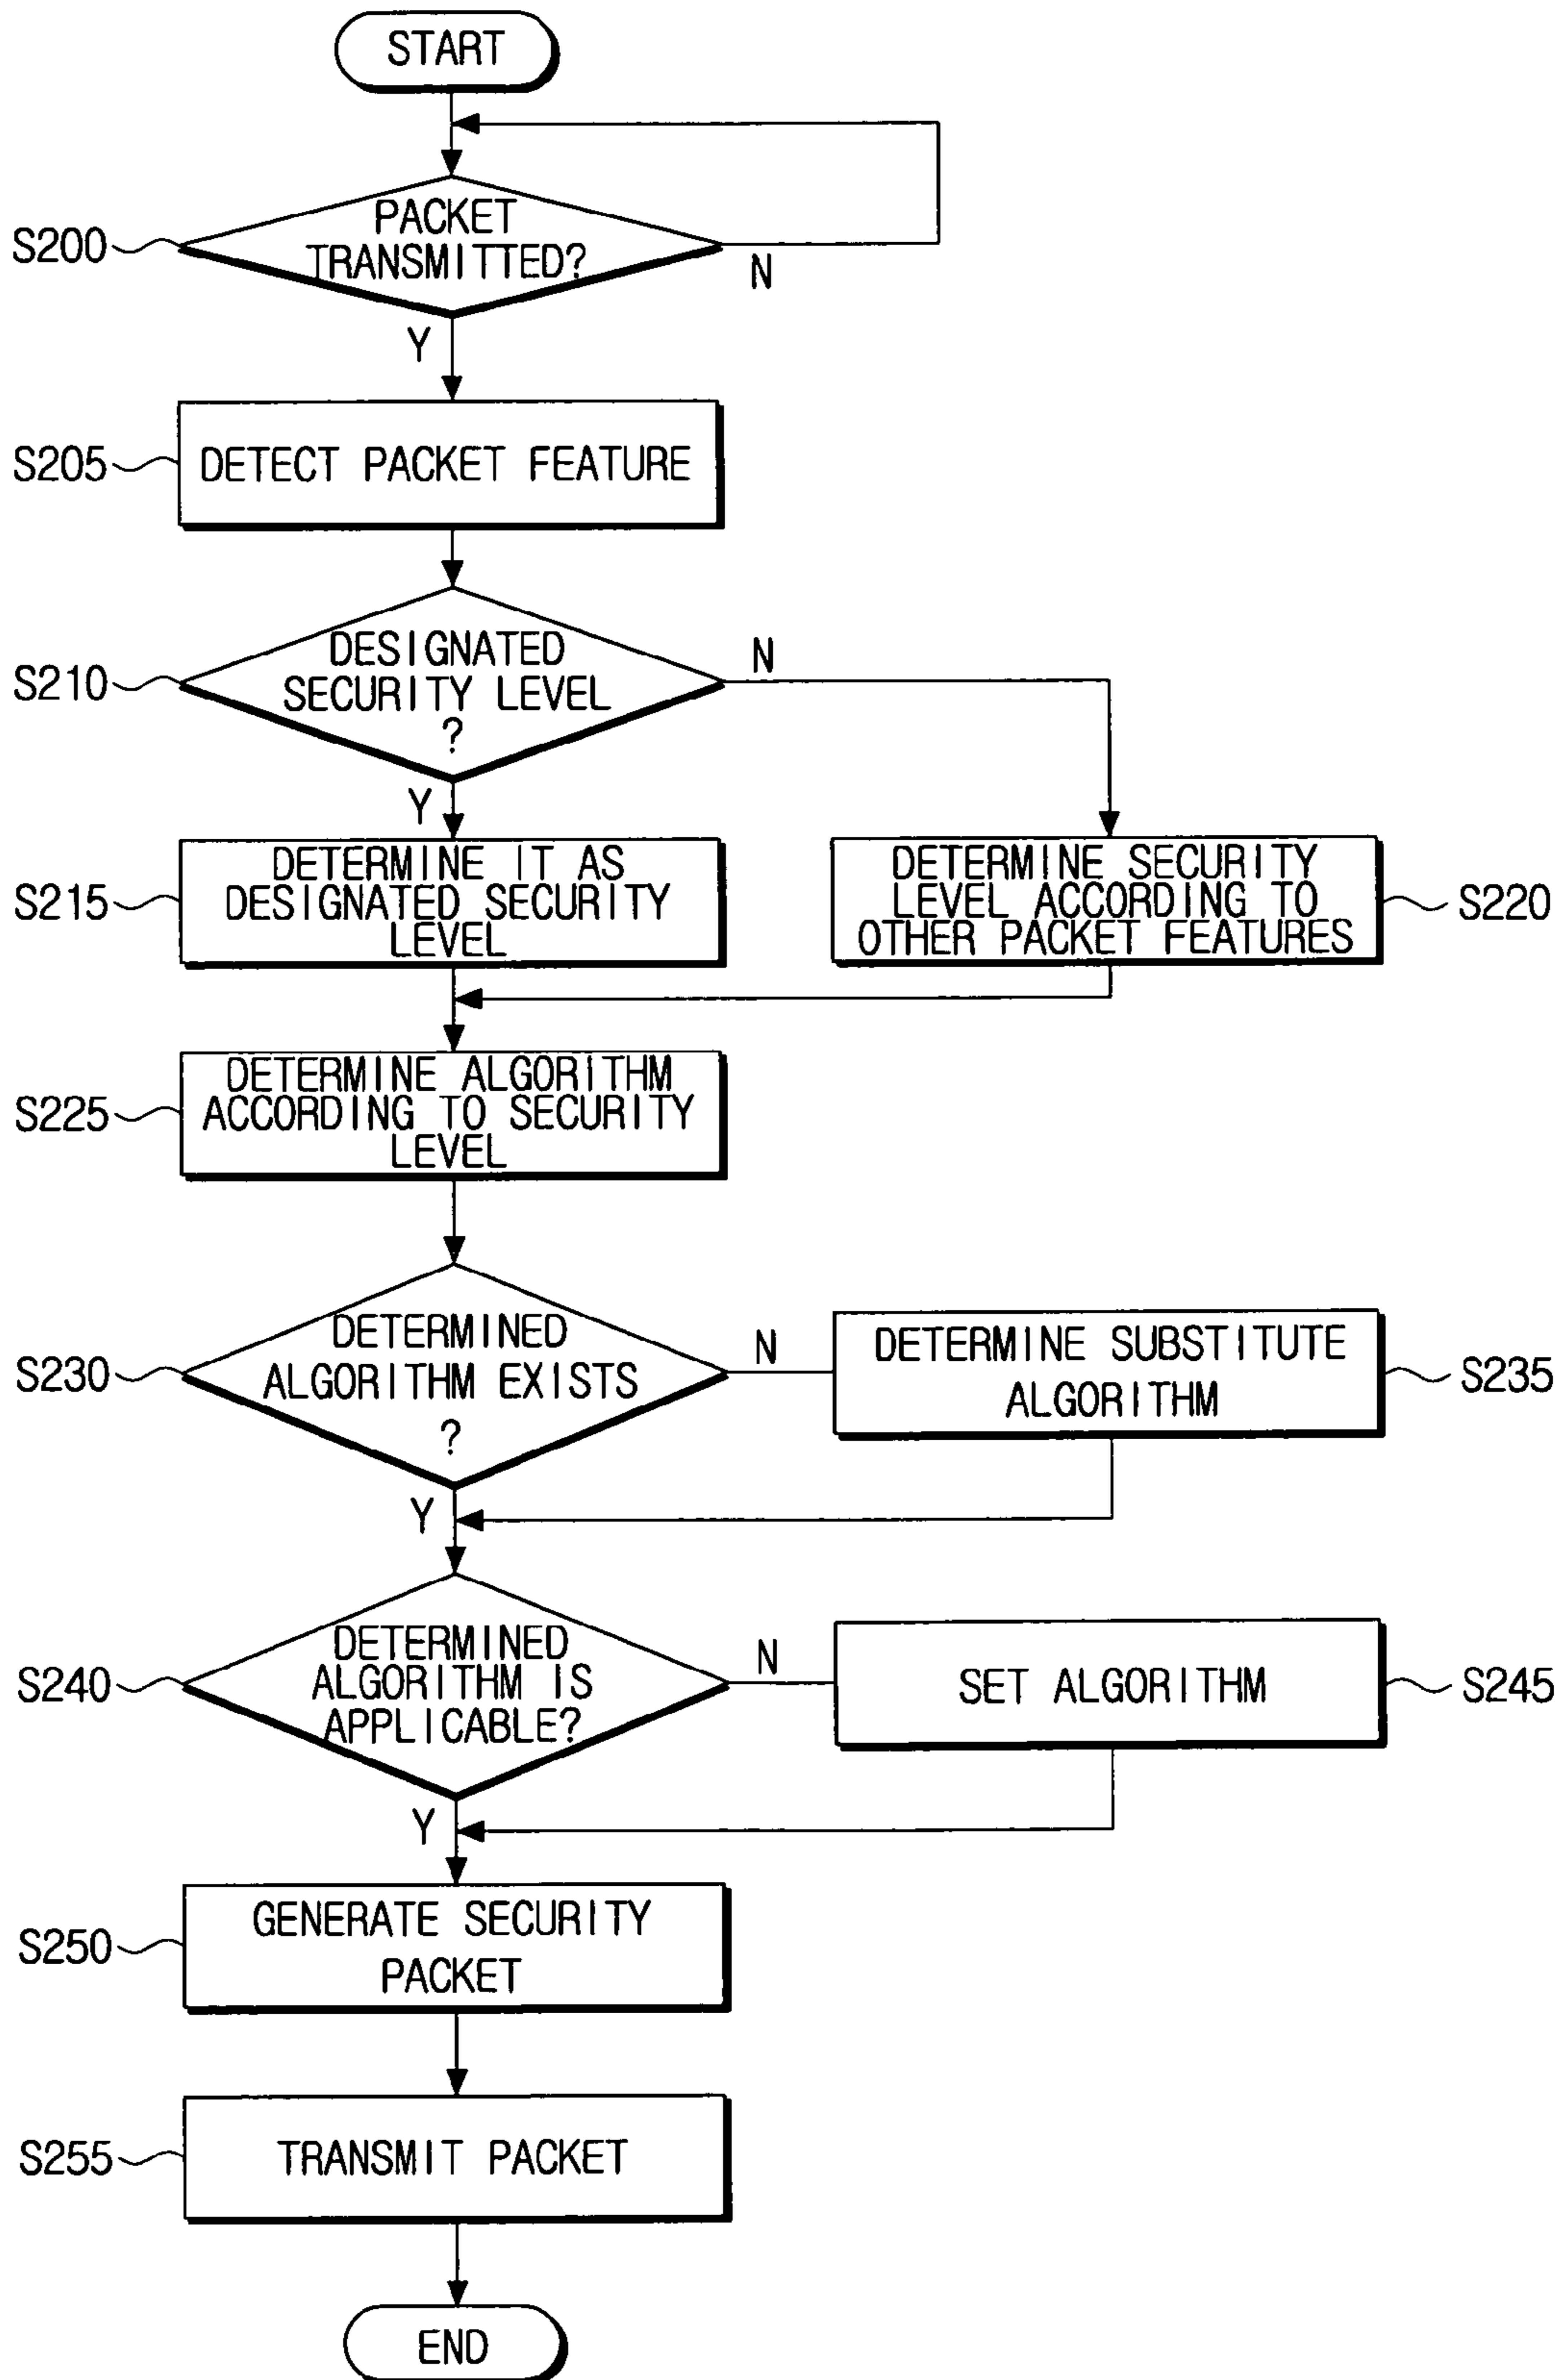 START
PACKET
TRANSMITTED?
S200
N
Y
S205
DETECT PACKET FEATURE
S210
DESIGNATED
SECURITY LEVEL
?
N
Y
S215
DETERMINE IT AS
DESIGNATED SECURITY
LEVEL
DETERMINE SECURITY
LEVEL ACCORDING TO
OTHER PACKET FEATURES
S220
S225
DETERMINE ALGORITHM
ACCORDING TO SECURITY
LEVEL
S230
DETERMINED
ALGORITHM EXISTS
?
N
DETERMINE SUBSTITUTE
ALGORITHM
S235
Y
S240
DETERMINED
ALGORITHM IS
APPLICABLE?
N
SET ALGORITHM
S245
Y
S250
GENERATE SECURITY
PACKET
S255
TRANSMIT PACKET
END